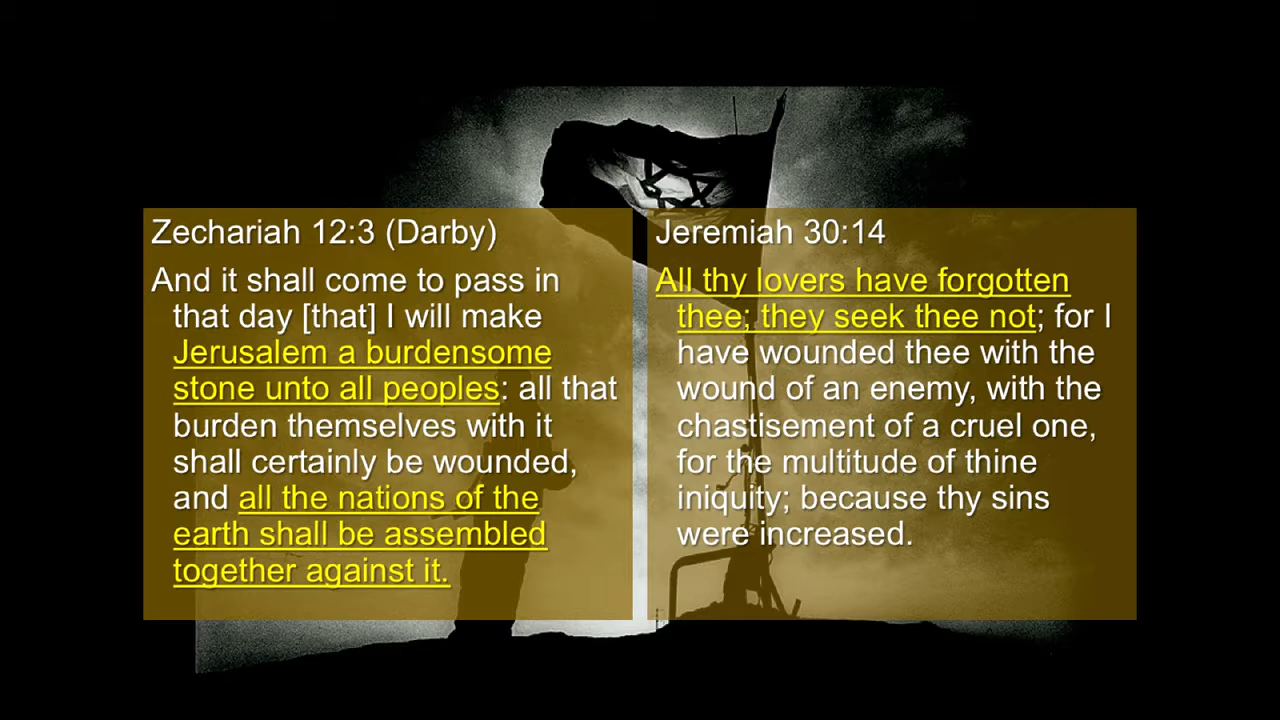 Zechariah 12:3 (Darby)
And it shall come to pass in
that day [that] I will make
Jerusalem a burdensome
stone unto all peoples: all that
burden themselves with it
shall certainly be wounded,
and all the nations of the
earth shall be assembled
together against it.
Jeremiah 30:14
All thy lovers have forgotten
thee; they seek thee not; for I
have wounded thee with the
wound of an enemy, with the
chastisement of a cruel one,
for the multitude of thine
iniquity; because thy sins
were increased.